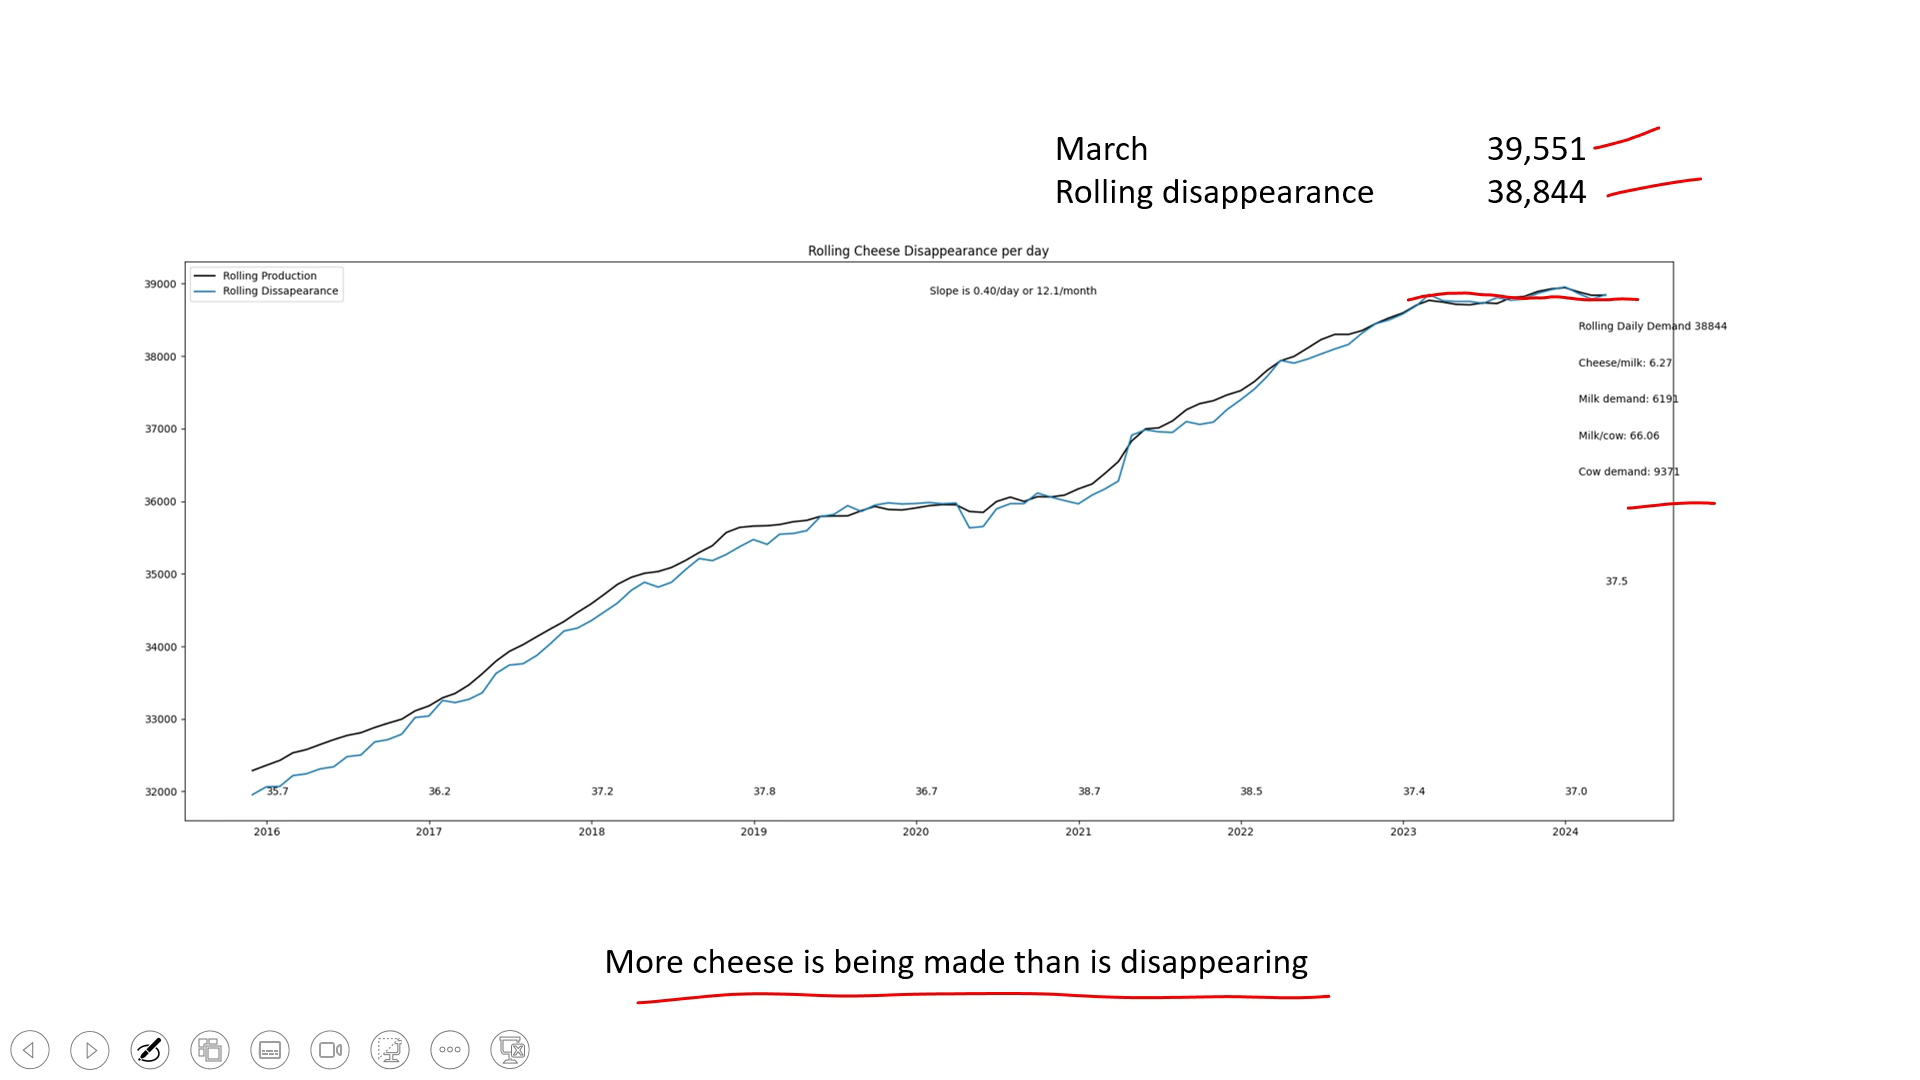 March 39,551
Rolling disappearance 38,844
Rolling Cheese Disappearance per day
Rolling Production
Rolling Dissapearance
Slope is 0.40/day or 12.1/month
39000
38000
37000
36000
35000
34000
33000
32000
Rolling Daily Demand 38844
Cheese/milk: 6.27
Milk demand: 6191
Milk/cow: 66.06
Cow demand: 9371
37.5
35.7 36.2 37.2 37.8 36.7 38.7 38.5 37.4 37.0
2016 2017 2018 2019 2020 2021 2022 2023 2024
More cheese is being made than is disappearing